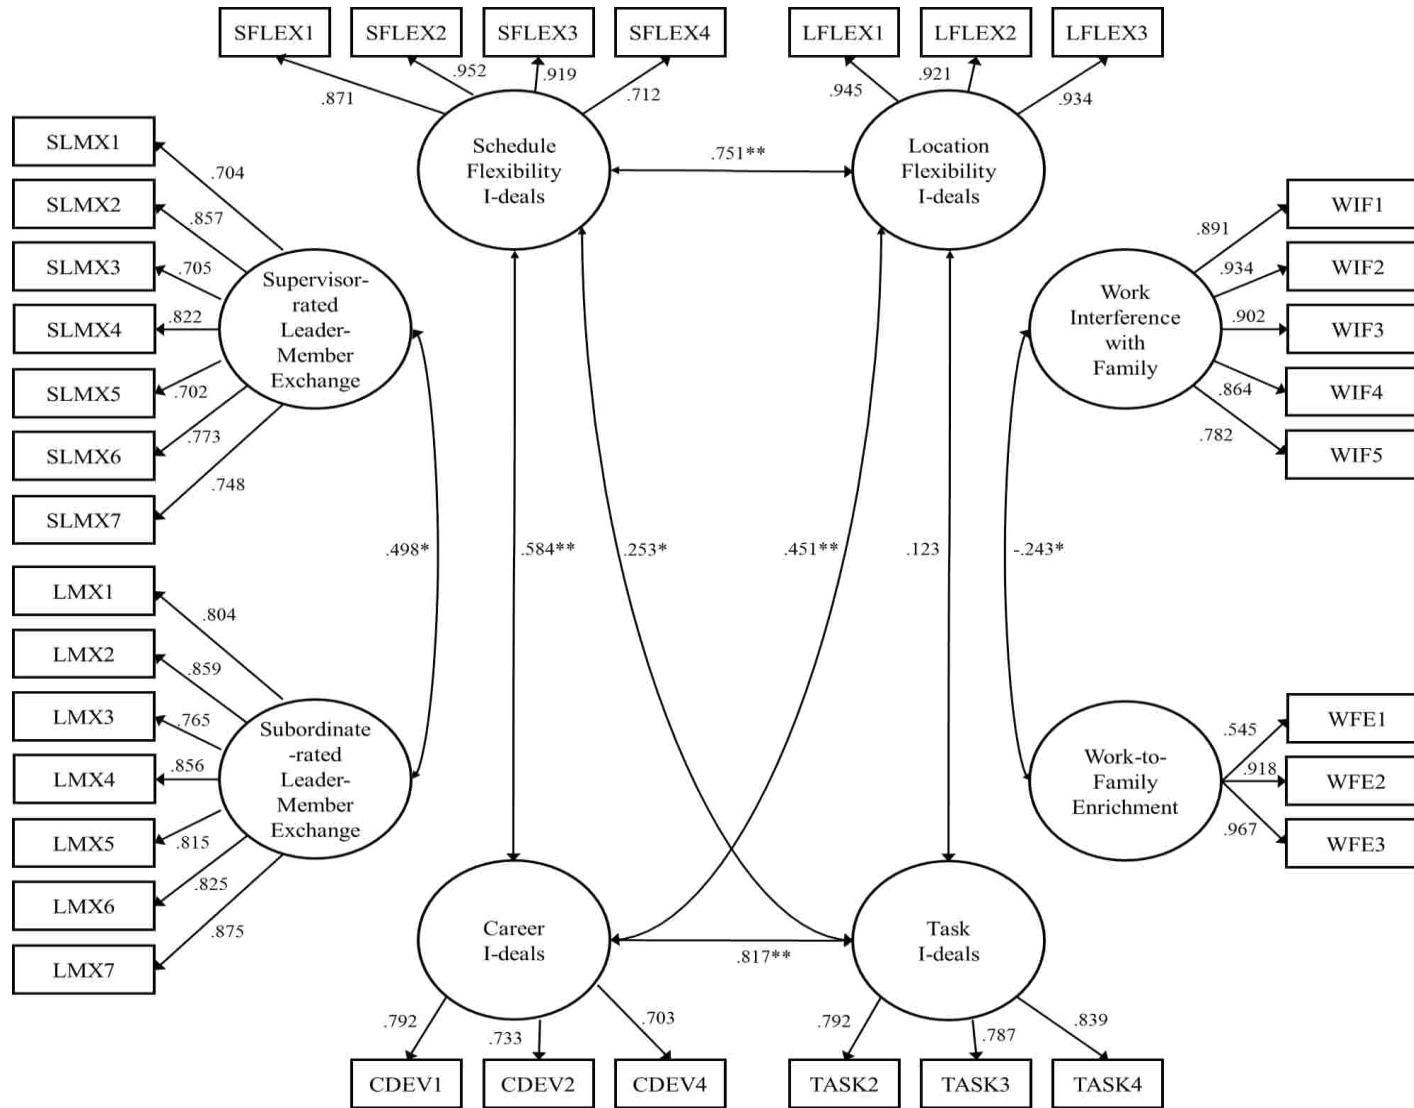 SFLEX1
SFLEX2
SFLEX3
SFLEX4
LFLEX1
LFLEX2
LFLEX3
.871
.952
.919
.712
.945
.921
.934
Schedule
Flexibility
I-deals
.751**
Location
Flexibility
I-deals
SLMX1
SLMX2
SLMX3
SLMX4
SLMX5
SLMX6
SLMX7
.704
.857
.705
.822
.702
.773
.748
Supervisor-
rated
Leader-
Member
Exchange
WIF1
WIF2
WIF3
WIF4
WIF5
.891
.934
.902
.864
.782
Work
Interference
with
Family
.498*
.584**
.253*
.451**
.123
-.243*
LMX1
LMX2
LMX3
LMX4
LMX5
LMX6
LMX7
.804
.859
.765
.856
.815
.825
.875
Subordinate
-rated
Leader-
Member
Exchange
Work-to-
Family
Enrichment
.545
.918
.967
WFE1
WFE2
WFE3
Career
I-deals
.817**
Task
I-deals
.792
.733
.703
.792
.787
.839
CDEV1
CDEV2
CDEV4
TASK2
TASK3
TASK4